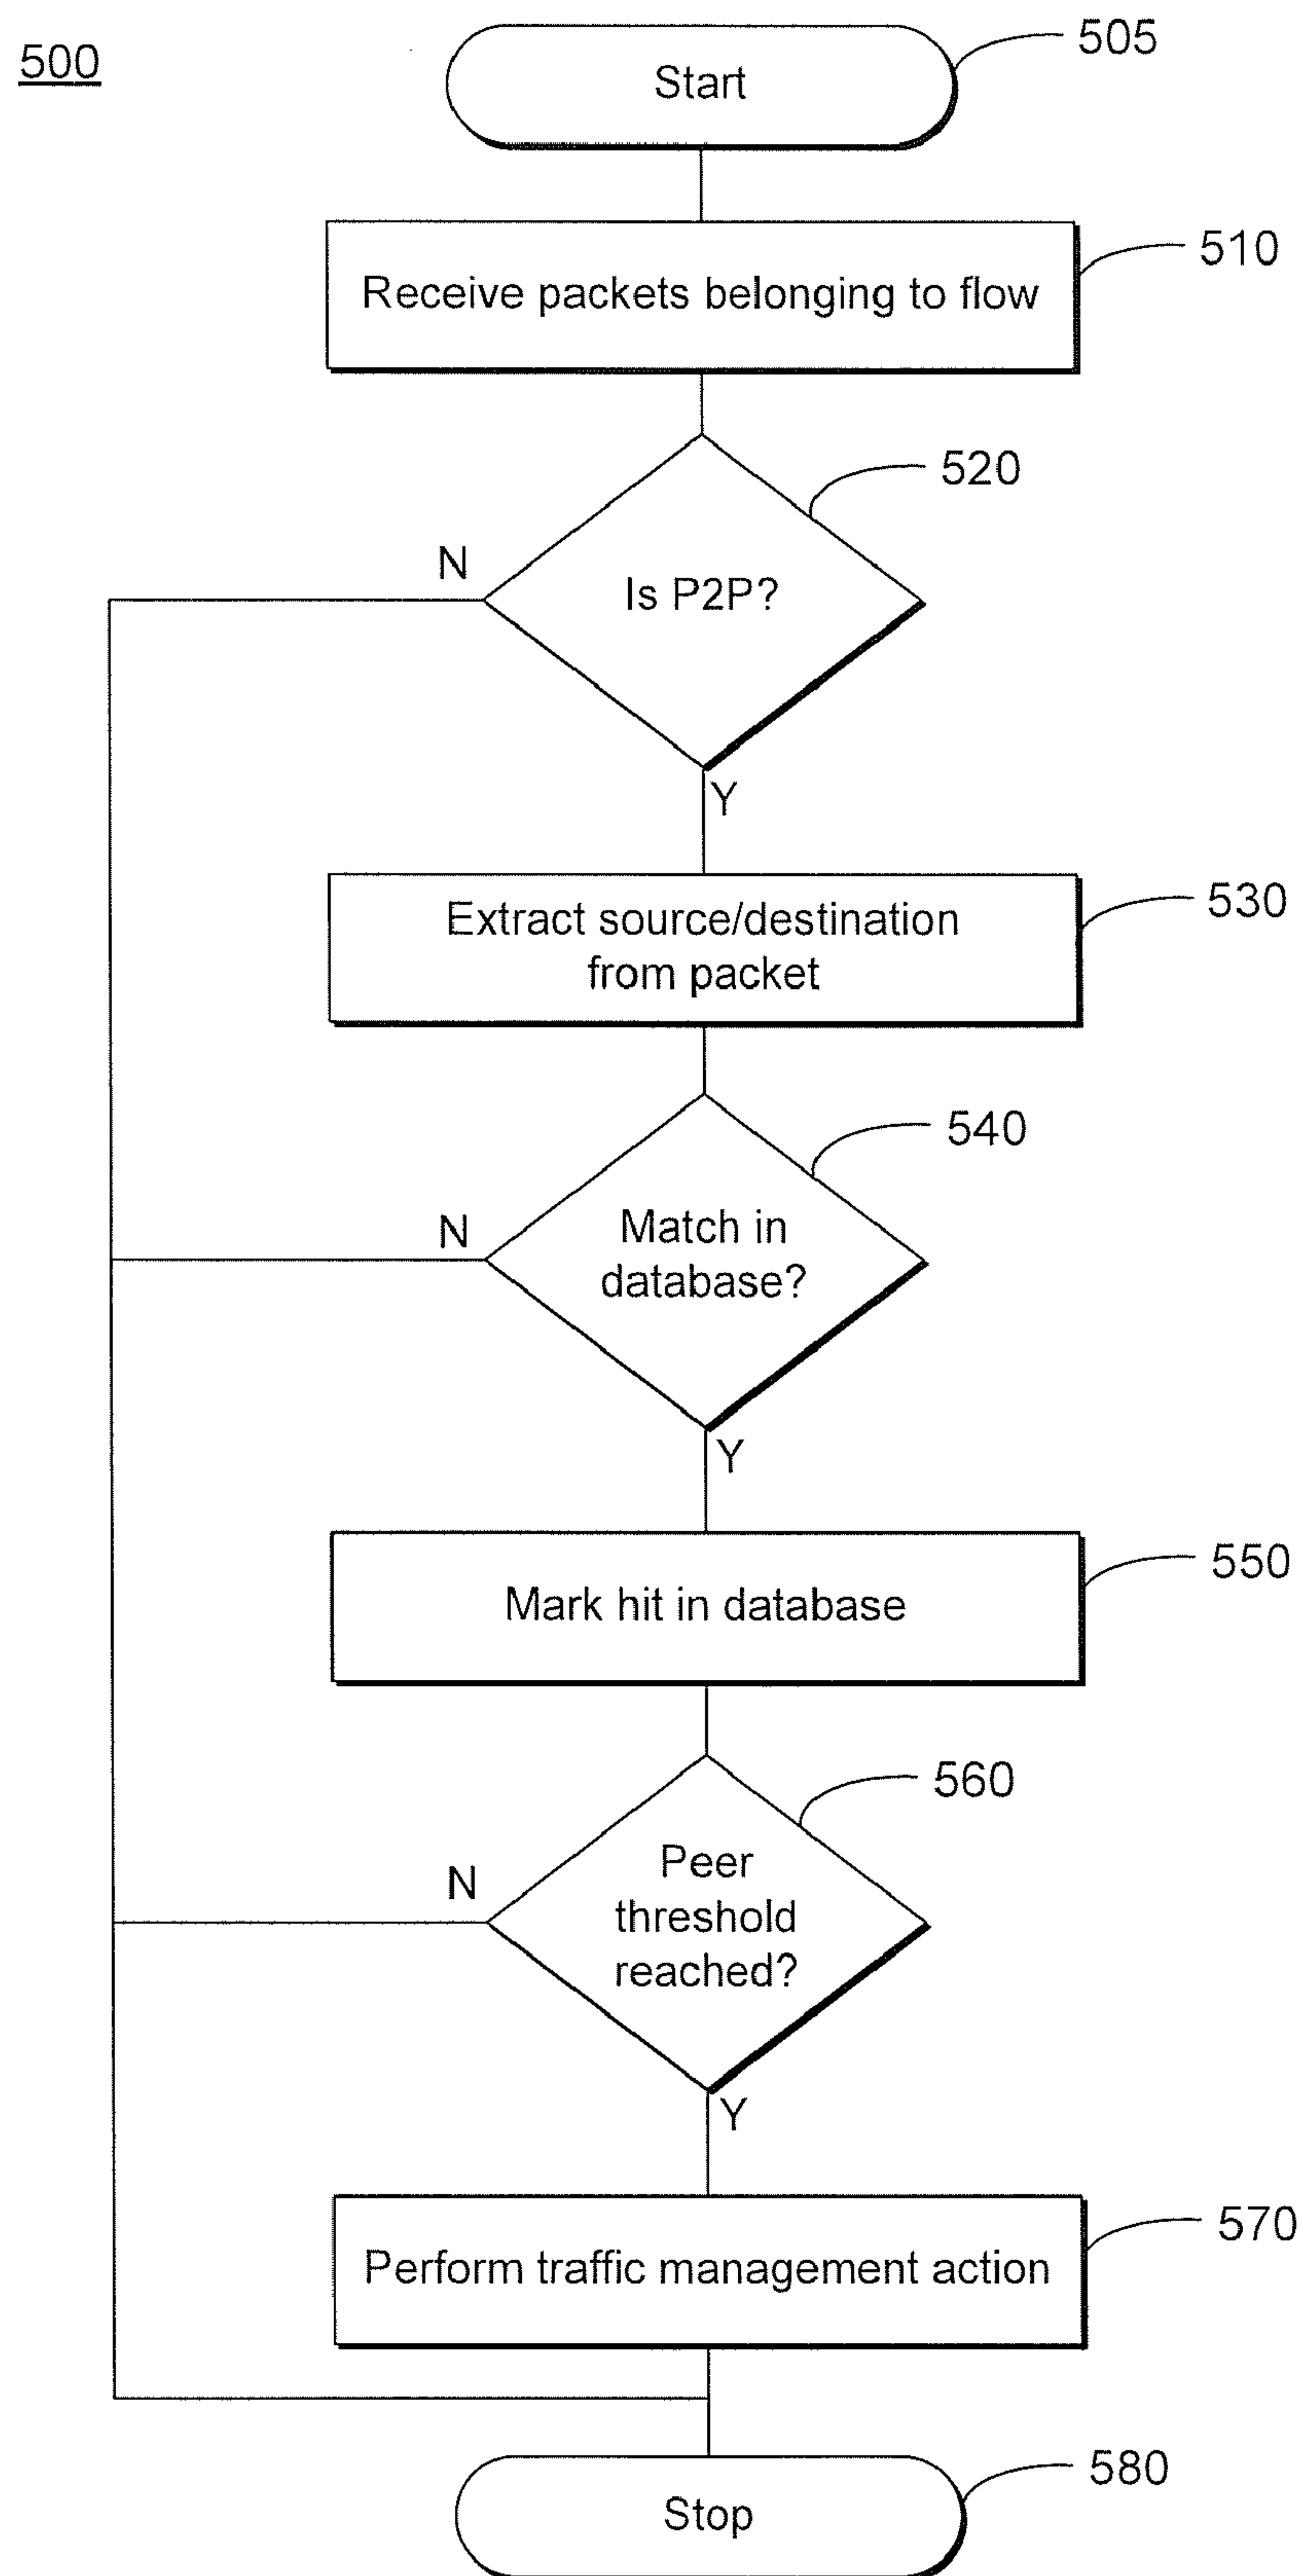 500
505
Start
510
Receive packets belonging to flow
520
N
Is P2P?
Y
530
Extract source/destination
from packet
540
N
Match in
database?
Y
550
Mark hit in database
560
N
Peer
threshold
reached?
Y
570
Perform traffic management action
580
Stop